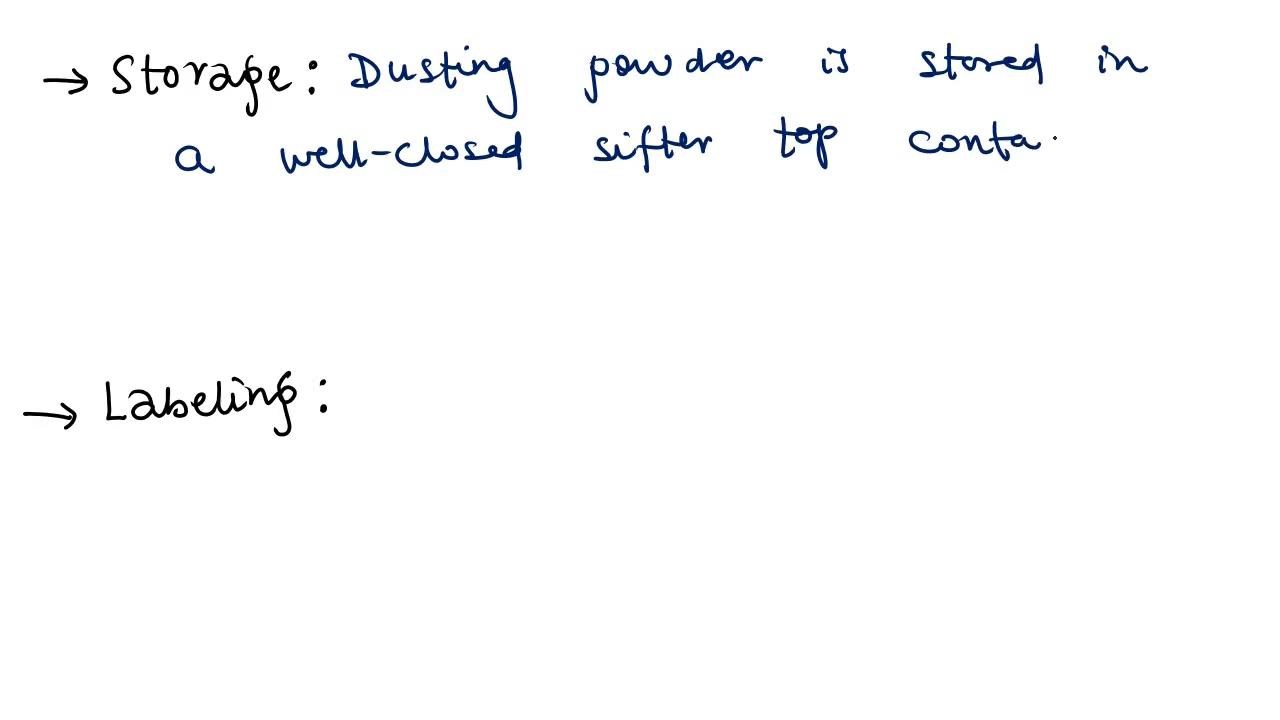 → Storage: Dusting powder is stored in
a well-closed sifter top conta
→ Labeling: